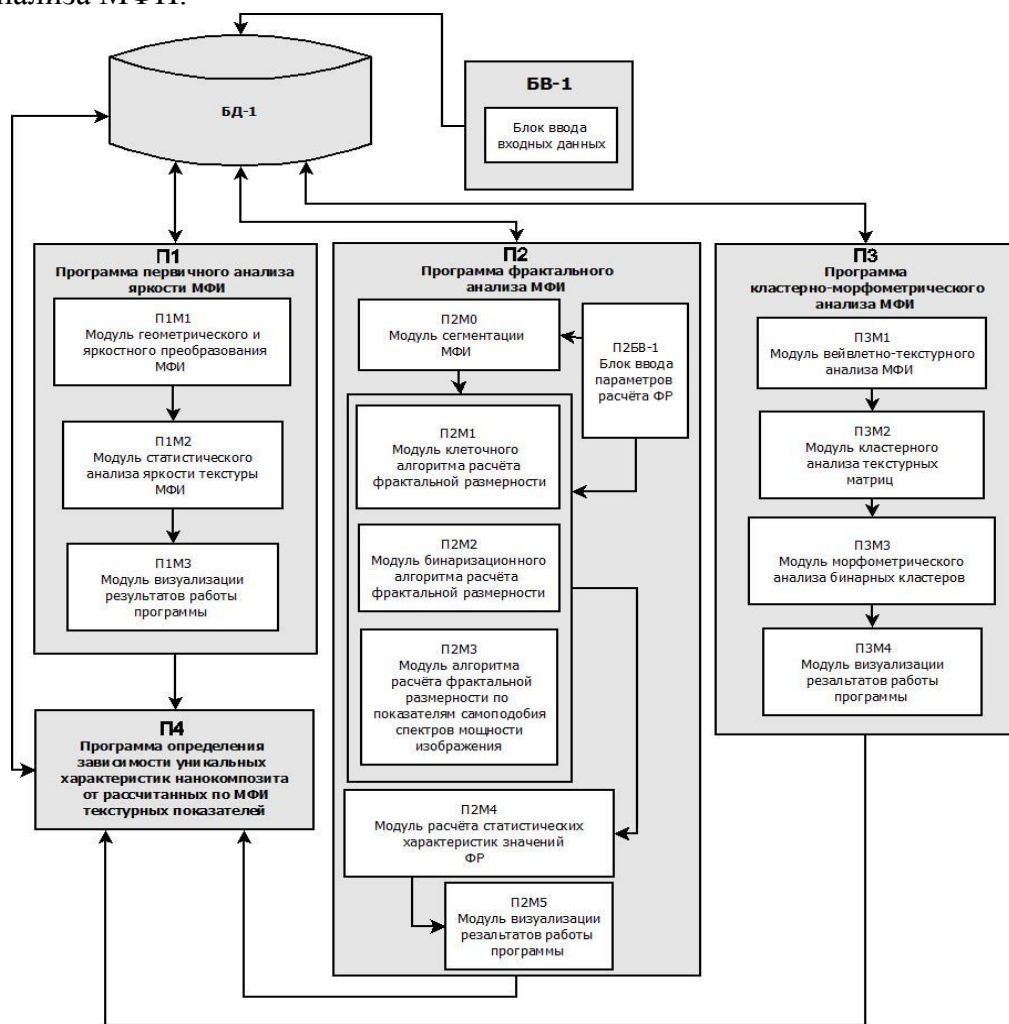 нализа МФИ.
БД-1
БВ-1
Блок ввода
входных данных
П1
Программа первичного анализа
яркости МФИ
П1М1
Модуль геометрического и
яркостного преобразования
МФИ
П1М2
Модуль статистического
анализа яркости текстуры
МФИ
П1М3
Модуль визуализации
результатов работы
программы
П2
Программа фрактального
анализа МФИ
П2М0
Модуль сегментации
МФИ
П2БВ-1
Блок ввода
параметров
расчёта ФР
П2М1
Модуль клеточного
алгоритма расчёта
фрактальной размерности
П2М2
Модуль бинаризационного
алгоритма расчёта
фрактальной размерности
П2М3
Модуль алгоритма
расчёта фрактальной
размерности по
показателям самоподобия
спектров мощности
изображения
П2М4
Модуль расчёта статистических
характеристик значений
ФР
П2М5
Модуль визуализации
резальтатов работы
программы
П3
Программа
кластерно-морфометрического
анализа МФИ
П3М1
Модуль вейвлетно-текстурного
анализа МФИ
П3М2
Модуль кластерного
анализа текстурных
матриц
П3М3
Модуль морфометрического
анализа бинарных кластеров
П3М4
Модуль визуализации
резальтатов работы
программы
П4
Программа определения
зависимости уникальных
характеристик нанокомпозита
от рассчитанных по МФИ
текстурных показателей